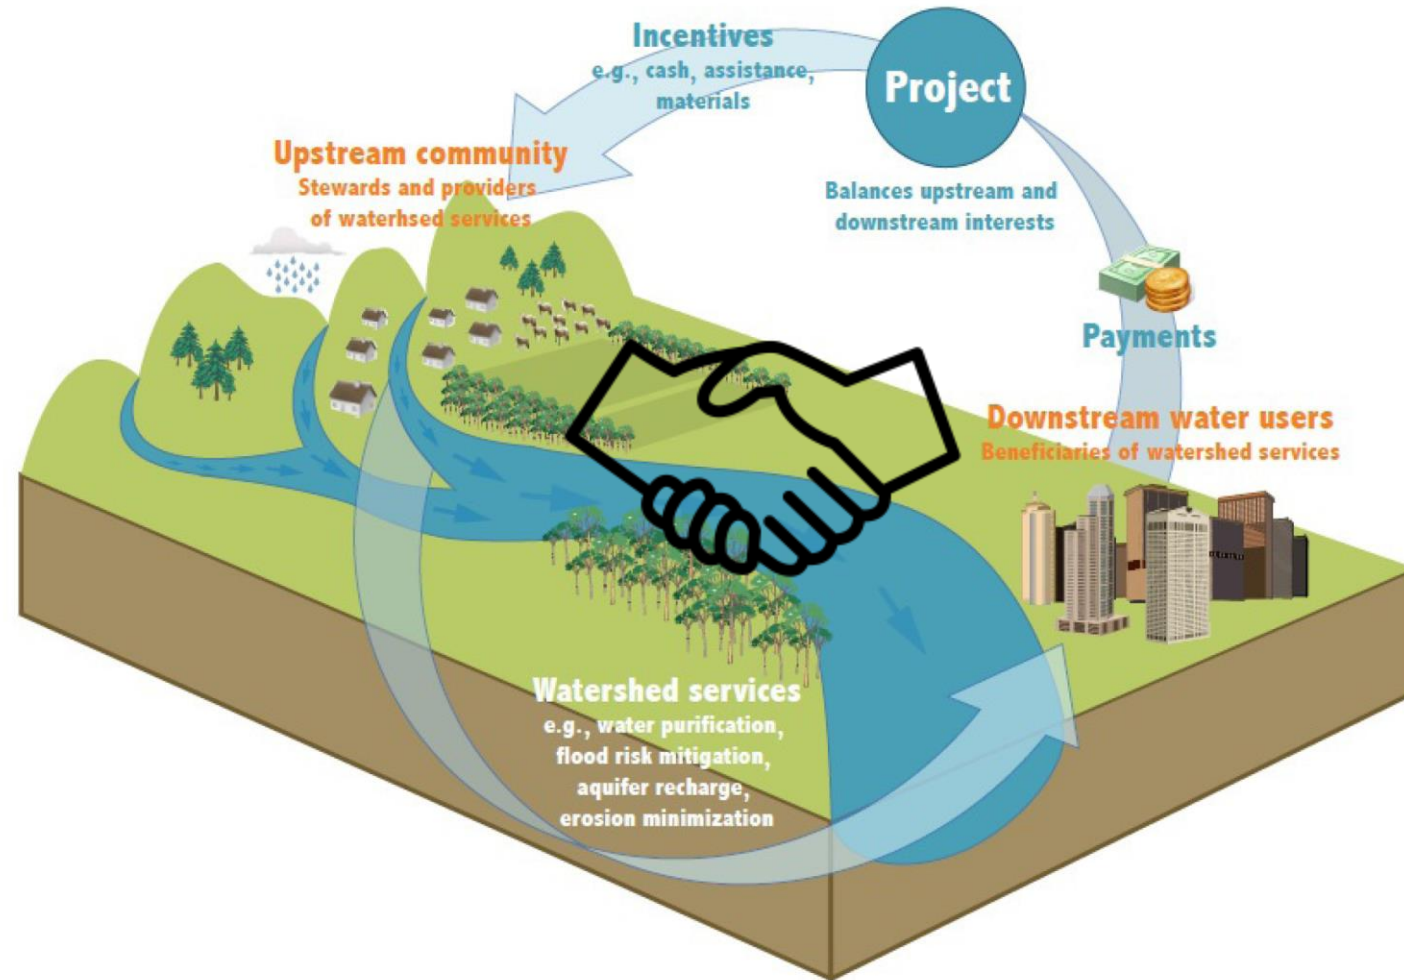 Incentives
e.g., cash, assistance,
materials
Project
Balances upstream and
downstream interests
Upstream community
Stewards and providers
of waterhsed services
Payments
Downstream water users
Beneficiaries of watershed services
Watershed services
e.g., water purification,
flood risk mitigation,
aquifer recharge,
erosion minimization